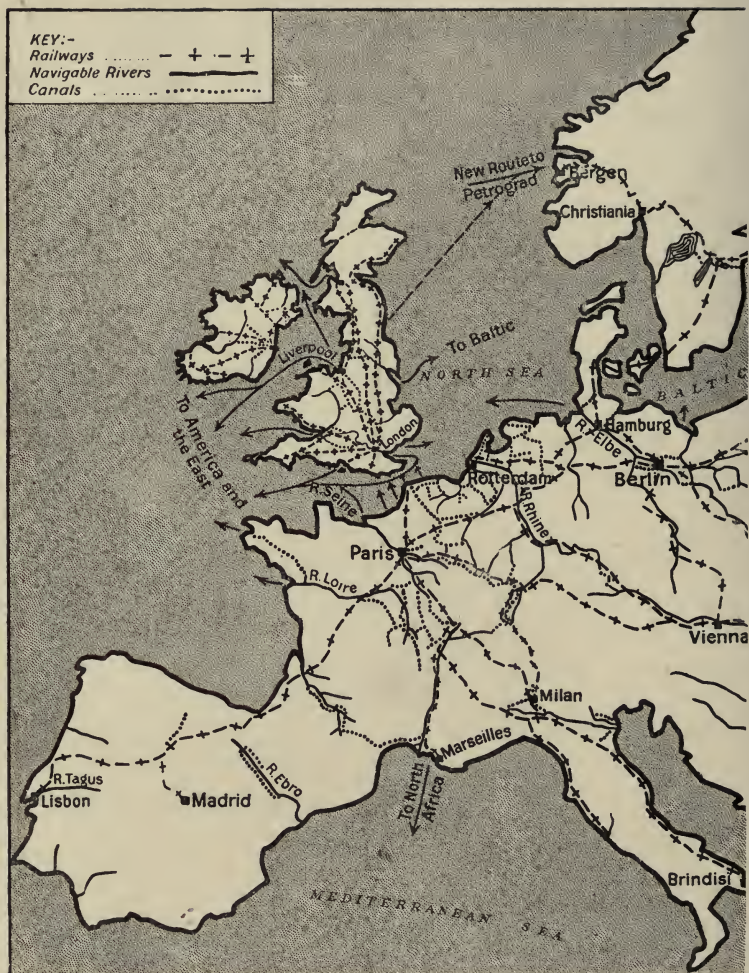 KEY:-
Railways ...... – + - – +
Navigable Rivers
Canals ........
New Route to
Petrograd
Bergen
Christiania
To Baltic
NORTH SEA
BALTIC
Liverpool
London
To America and
the East
Hamburg
R. Elbe
Berlin
Rotterdam
R. Rhine
R. Seine
Paris
R. Loire
Vienna
Milan
Marseilles
To North
Africa
R. Ebro
R. Tagus
Lisbon
Madrid
Brindisi
MEDITERRANEAN SEA